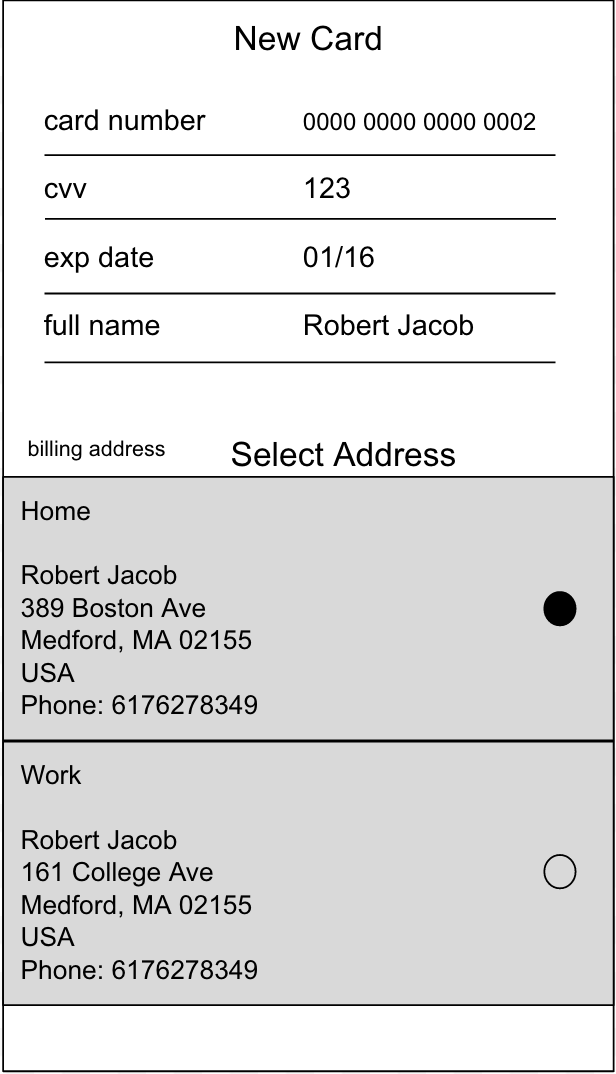 New Card
card number 0000 0000 0000 0002
cvv 123
exp date 01/16
full name Robert Jacob
billing address Select Address
Home
Robert Jacob
389 Boston Ave
Medford, MA 02155
USA
Phone: 6176278349
Work
Robert Jacob
161 College Ave
Medford, MA 02155
USA
Phone: 6176278349